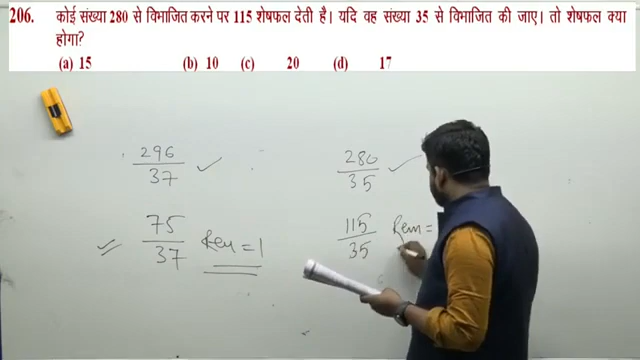 206. कोई संख्या 280 से विभाजित करने पर 115 शेषफल देती है। यदि वह संख्या 35 से विभाजित की जाए। तो शेषफल क्या
होगा?
(a) 15 (b) 10 (c) 20 (d) 17
296
37
280
35
75
37
Rem = 1
115
35
Rem =